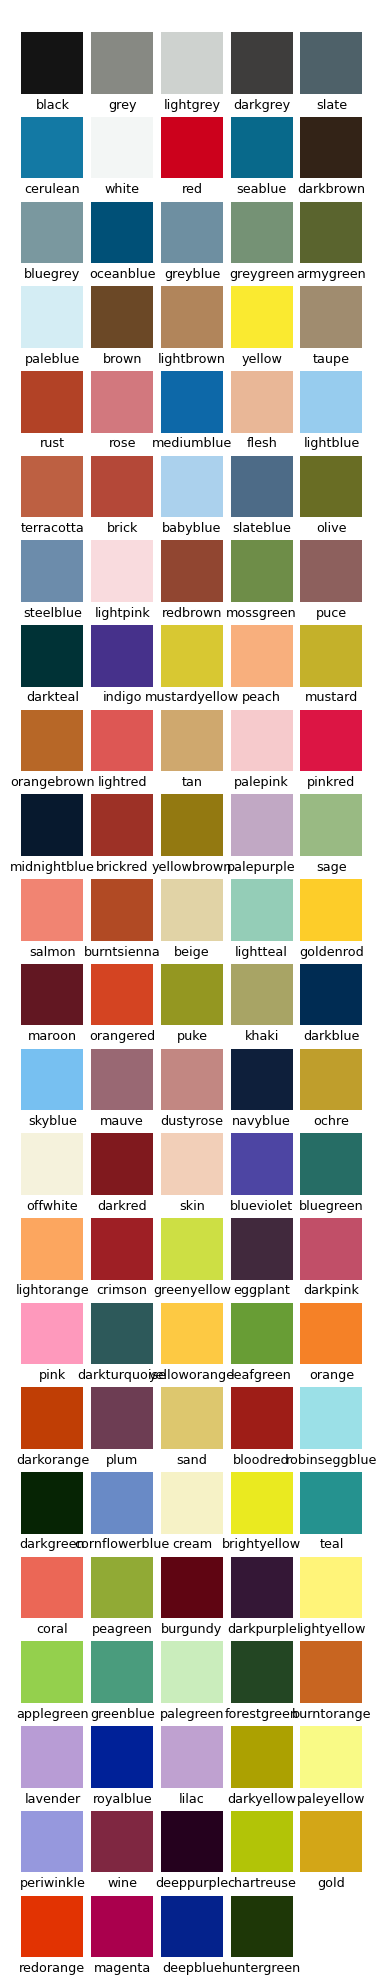 black grey lightgrey darkgrey slate
cerulean white red seablue darkbrown
bluegrey oceanblue greyblue greygreen armygreen
paleblue brown lightbrown yellow taupe
rust rose mediumblue flesh lightblue
terracotta brick babyblue slateblue olive
steelblue lightpink redbrown mossgreen puce
darkteal indigo mustardyellow peach mustard
orangebrown lightred tan palepink pinkred
midnightblue brickred yellowbrown palepurple sage
salmon burntsienna beige lightteal goldenrod
maroon orangered puke khaki darkblue
skyblue mauve dustyrose navyblue ochre
offwhite darkred skin blueviolet bluegreen
lightorange crimson greenyellow eggplant darkpink
pink darkturquoise yelloworange leafgreen orange
darkorange plum sand bloodred robinseggblue
darkgreen cornflowerblue cream brightyellow teal
coral peagreen burgundy darkpurple lightyellow
applegreen greenblue palegreen forestgreen burntorange
lavender royalblue lilac darkyellow paleyellow
periwinkle wine deeppurple chartreuse gold
redorange magenta deepblue huntergreen